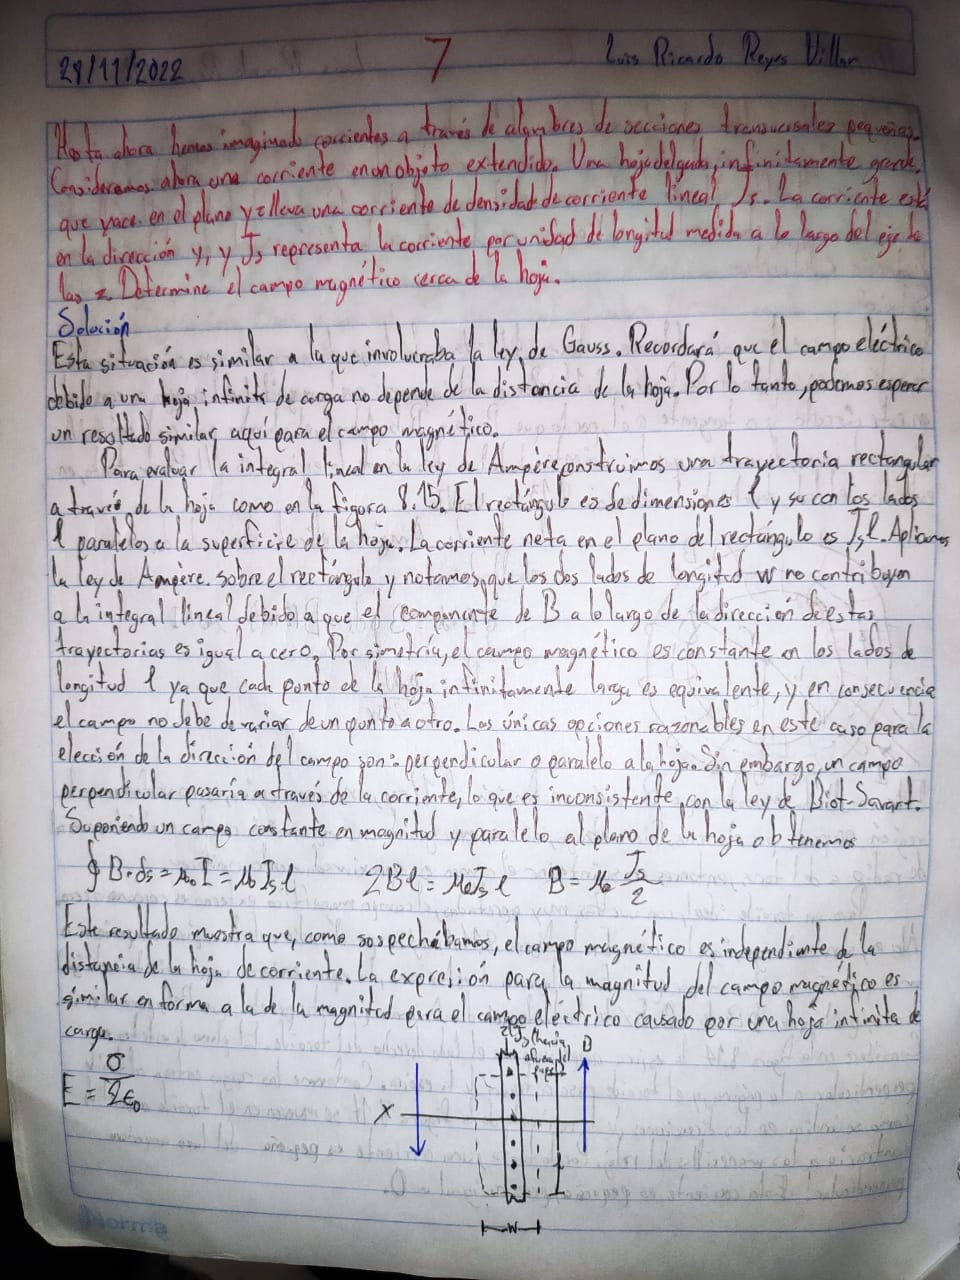 29/11/2022 7 Luis Ricardo Reyes Villar
Hasta ahora hemos imaginado corrientes a través de alambres de secciones transversales pequeñas.
Consideremos ahora una corriente en un objeto extendido. Una hoja delgada, infinitamente grande,
que yace en el plano yz lleva una corriente de densidad de corriente lineal Js. La corriente está
en la dirección y, y Js representa la corriente por unidad de longitud medida a lo largo del eje de
las z. Determine el campo magnético cerca de la hoja.
Solución
Esta situación es similar a la que involucraba la ley de Gauss. Recordará que el campo eléctrico
debido a una hoja infinita de carga no depende de la distancia de la hoja. Por lo tanto, podemos esperar
un resultado similar aqui para el campo magnético.
Para evaluar la integral lineal en la ley de Ampère, construimos una trayectoria rectangular
a través de la hoja como en la figura 8.15. El rectángulo es de dimensiones l y w con los lados
l paralelos a la superficie de la hoja. La corriente neta en el plano del rectángulo es Js l. Aplicamos
la ley de Ampère sobre el rectángulo y notamos que los dos lados de longitud w no contribuyen
a la integral lineal debido a que el componente de B a lo largo de la dirección de estas
trayectorias es igual a cero. Por simetría, el campo magnético es constante en los lados de
longitud l ya que cada punto de la hoja infinitamente larga es equivalente, y en consecuencia
el campo no debe de variar de un punto a otro. Las únicas opciones razonables en este caso para la
elección de la dirección del campo son: perpendicular o paralelo a la hoja. Sin embargo, un campo
perpendicular pasaría a través de la corriente, lo que es inconsistente con la ley de Biot-Savart.
Suponiendo un campo constante en magnitud y paralelo al plano de la hoja obtenemos
∮ B·ds = μ₀ I = μ₀ Js l 2Bl = μ₀ Js l B = μ₀ Js/2
Este resultado muestra que, como sospechábamos, el campo magnético es independiente de la
distancia de la hoja de corriente. La expresión para la magnitud del campo magnético es
similar en forma a la de la magnitud para el campo eléctrico causado por una hoja infinita de
carga.
E = σ/2ε₀
z Js (hacia
B
X
w